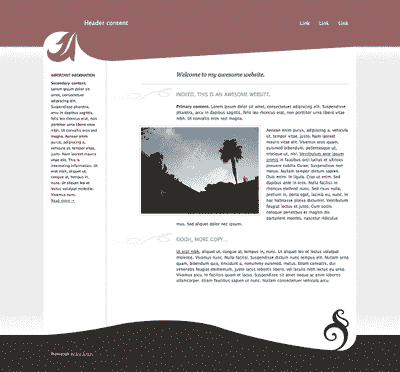 Header content
Link Link Link
IMPORTANT INFORMATION
Secondary content.
Lorem ipsum dolor sit
amet, consectetuer
adipiscing elit.
Suspendisse pharetra,
arcu in dapibus sagittis,
felis leo rhoncus erat, non
porttitor urna libero vitae
nibh. Ut convallis eros sed
magna. Aenean enim
purus, adipiscing a,
vehicula ut, tempor vitae,
justo. Nam laoreet mauris
vitae elit. This is
interesting information. Ut
erat nibh, aliquet ut,
congue at, tempus in,
nunc. Ut aliquet leo et
lectus volutpat molestie.
Vivamus nunc.
Read more →
Welcome to my awesome website.
INDEED, THIS IS AN AWESOME WEBSITE.
Primary content. Lorem ipsum dolor sit amet, consectetuer adipiscing elit. Suspendisse
pharetra, arcu in dapibus sagittis, felis leo rhoncus erat, non porttitor urna libero vitae
nibh. Ut convallis eros sed magna.
Aenean enim purus, adipiscing a, vehicula
ut, tempor vitae, justo. Nam laoreet
mauris vitae elit. Vivamus eros quam,
euismod bibendum, pellentesque ut,
tristique ut, nisl. Vestibulum ante ipsum
primis in faucibus orci luctus et ultrices
posuere cubilia Curae; Suspendisse non
metus.
Nullam tempor dictum sapien.
Duis enim. In ligula. Cras ut enim. Sed
dapibus ante in eros. Nulla facilisi.
rhoncus eleifend nunc. Sed risus nulla,
pretium in, porta eget, lacinia eu, nunc. In
hac habitasse platea dictumst. Vestibulum
feugiat lectus et justo. Cum sociis
natoque penatibus et magnis dis
parturient montes, nascetur ridiculus
mus. Sed aliquet dolor nec ipsum.
OOOH, MORE COPY...
Ut erat nibh, aliquet ut, congue at, tempus in, nunc. Ut aliquet leo et lectus volutpat
molestie. Vivamus nunc. Nulla facilisi. Suspendisse dictum nunc tempus elit. Nullam urna
quam, bibendum quis, tincidunt a, nonummy euismod, metus. Etiam convallis, dui
venenatis feugiat elementum, justo lacus lobortis libero, vel iaculis nibh lectus eu urna.
Vivamus arcu. In facilisis quam id lacus. Suspendisse sit amet neque ac enim lobortis
ullamcorper. Etiam dapibus sapien ut nunc. Nullam consectetuer vehicula arcu.
Photograph